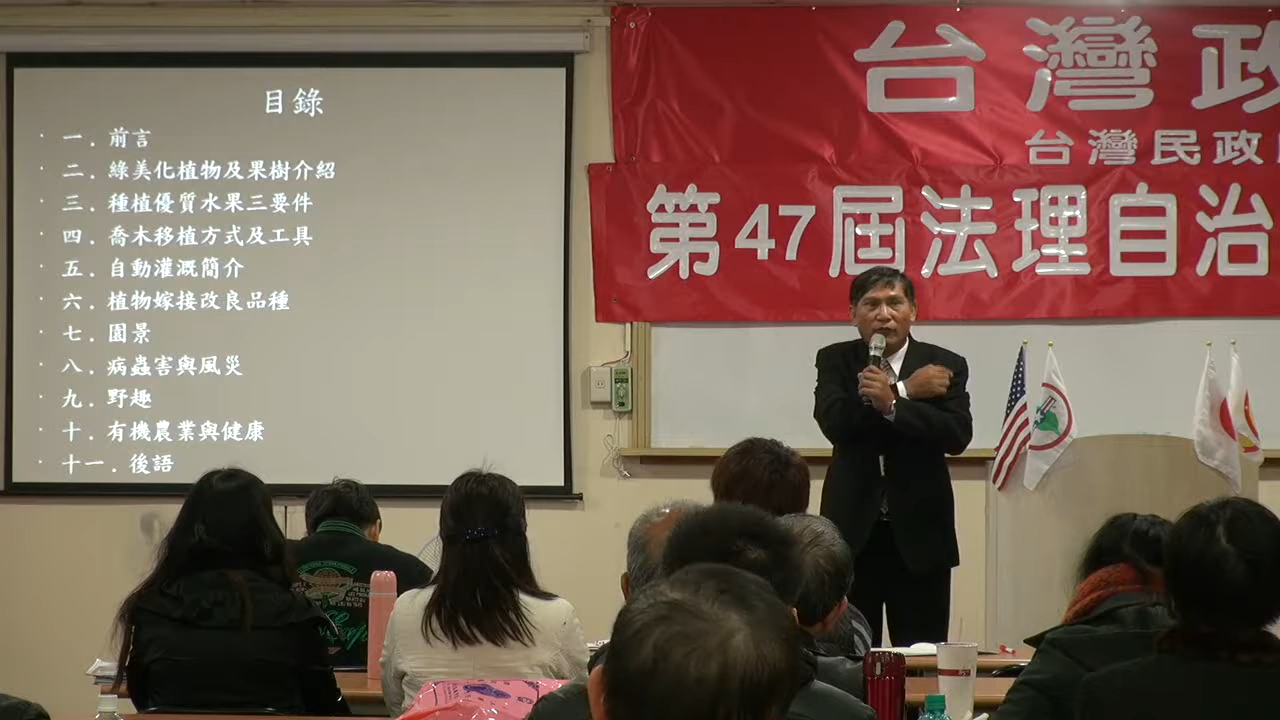 目錄
一．前言
二．綠美化植物及果樹介紹
三．種植優質水果三要件
四．喬木移植方式及工具
五．自動灌溉簡介
六．植物嫁接改良品種
七．園景
八．病蟲害與風災
九．野趣
十．有機農業與健康
十一．後語
台灣政
台灣民政
第47屆法理自治